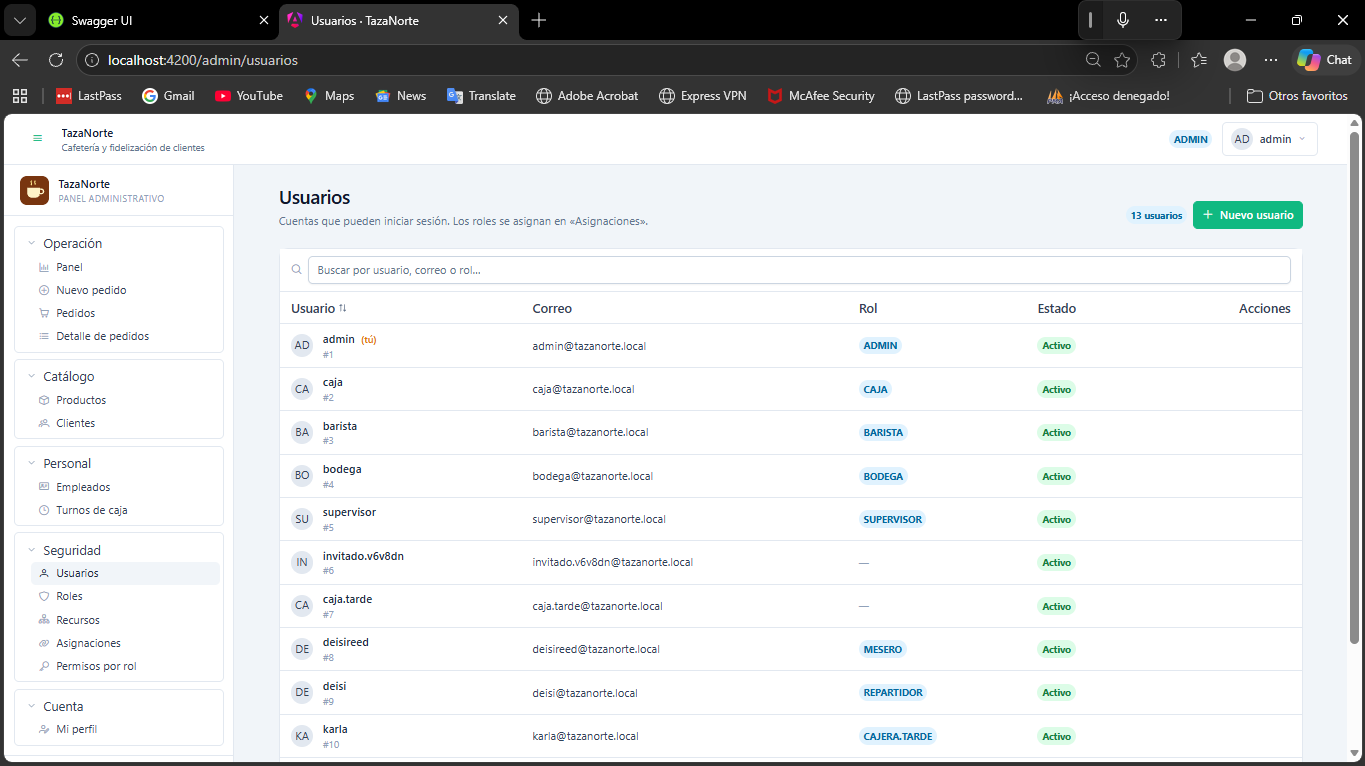 Swagger UI
Usuarios · TazaNorte
localhost:4200/admin/usuarios
Chat
LastPass
Gmail
YouTube
Maps
News
Translate
Adobe Acrobat
Express VPN
McAfee Security
LastPass password...
¡Acceso denegado!
Otros favoritos
TazaNorte
Cafetería y fidelización de clientes
ADMIN
AD admin
TazaNorte
PANEL ADMINISTRATIVO
Operación
Panel
Nuevo pedido
Pedidos
Detalle de pedidos
Catálogo
Productos
Clientes
Personal
Empleados
Turnos de caja
Seguridad
Usuarios
Roles
Recursos
Asignaciones
Permisos por rol
Cuenta
Mi perfil
Usuarios
Cuentas que pueden iniciar sesión. Los roles se asignan en «Asignaciones».
13 usuarios
+ Nuevo usuario
Buscar por usuario, correo o rol...
Usuario Correo Rol Estado Acciones
AD admin (tú) admin@tazanorte.local ADMIN Activo
#1
CA caja caja@tazanorte.local CAJA Activo
#2
BA barista barista@tazanorte.local BARISTA Activo
#3
BO bodega bodega@tazanorte.local BODEGA Activo
#4
SU supervisor supervisor@tazanorte.local SUPERVISOR Activo
#5
IN invitado.v6v8dn invitado.v6v8dn@tazanorte.local — Activo
#6
CA caja.tarde caja.tarde@tazanorte.local — Activo
#7
DE deisireed deisireed@tazanorte.local MESERO Activo
#8
DE deisi deisi@tazanorte.local REPARTIDOR Activo
#9
KA karla karla@tazanorte.local CAJERA.TARDE Activo
#10